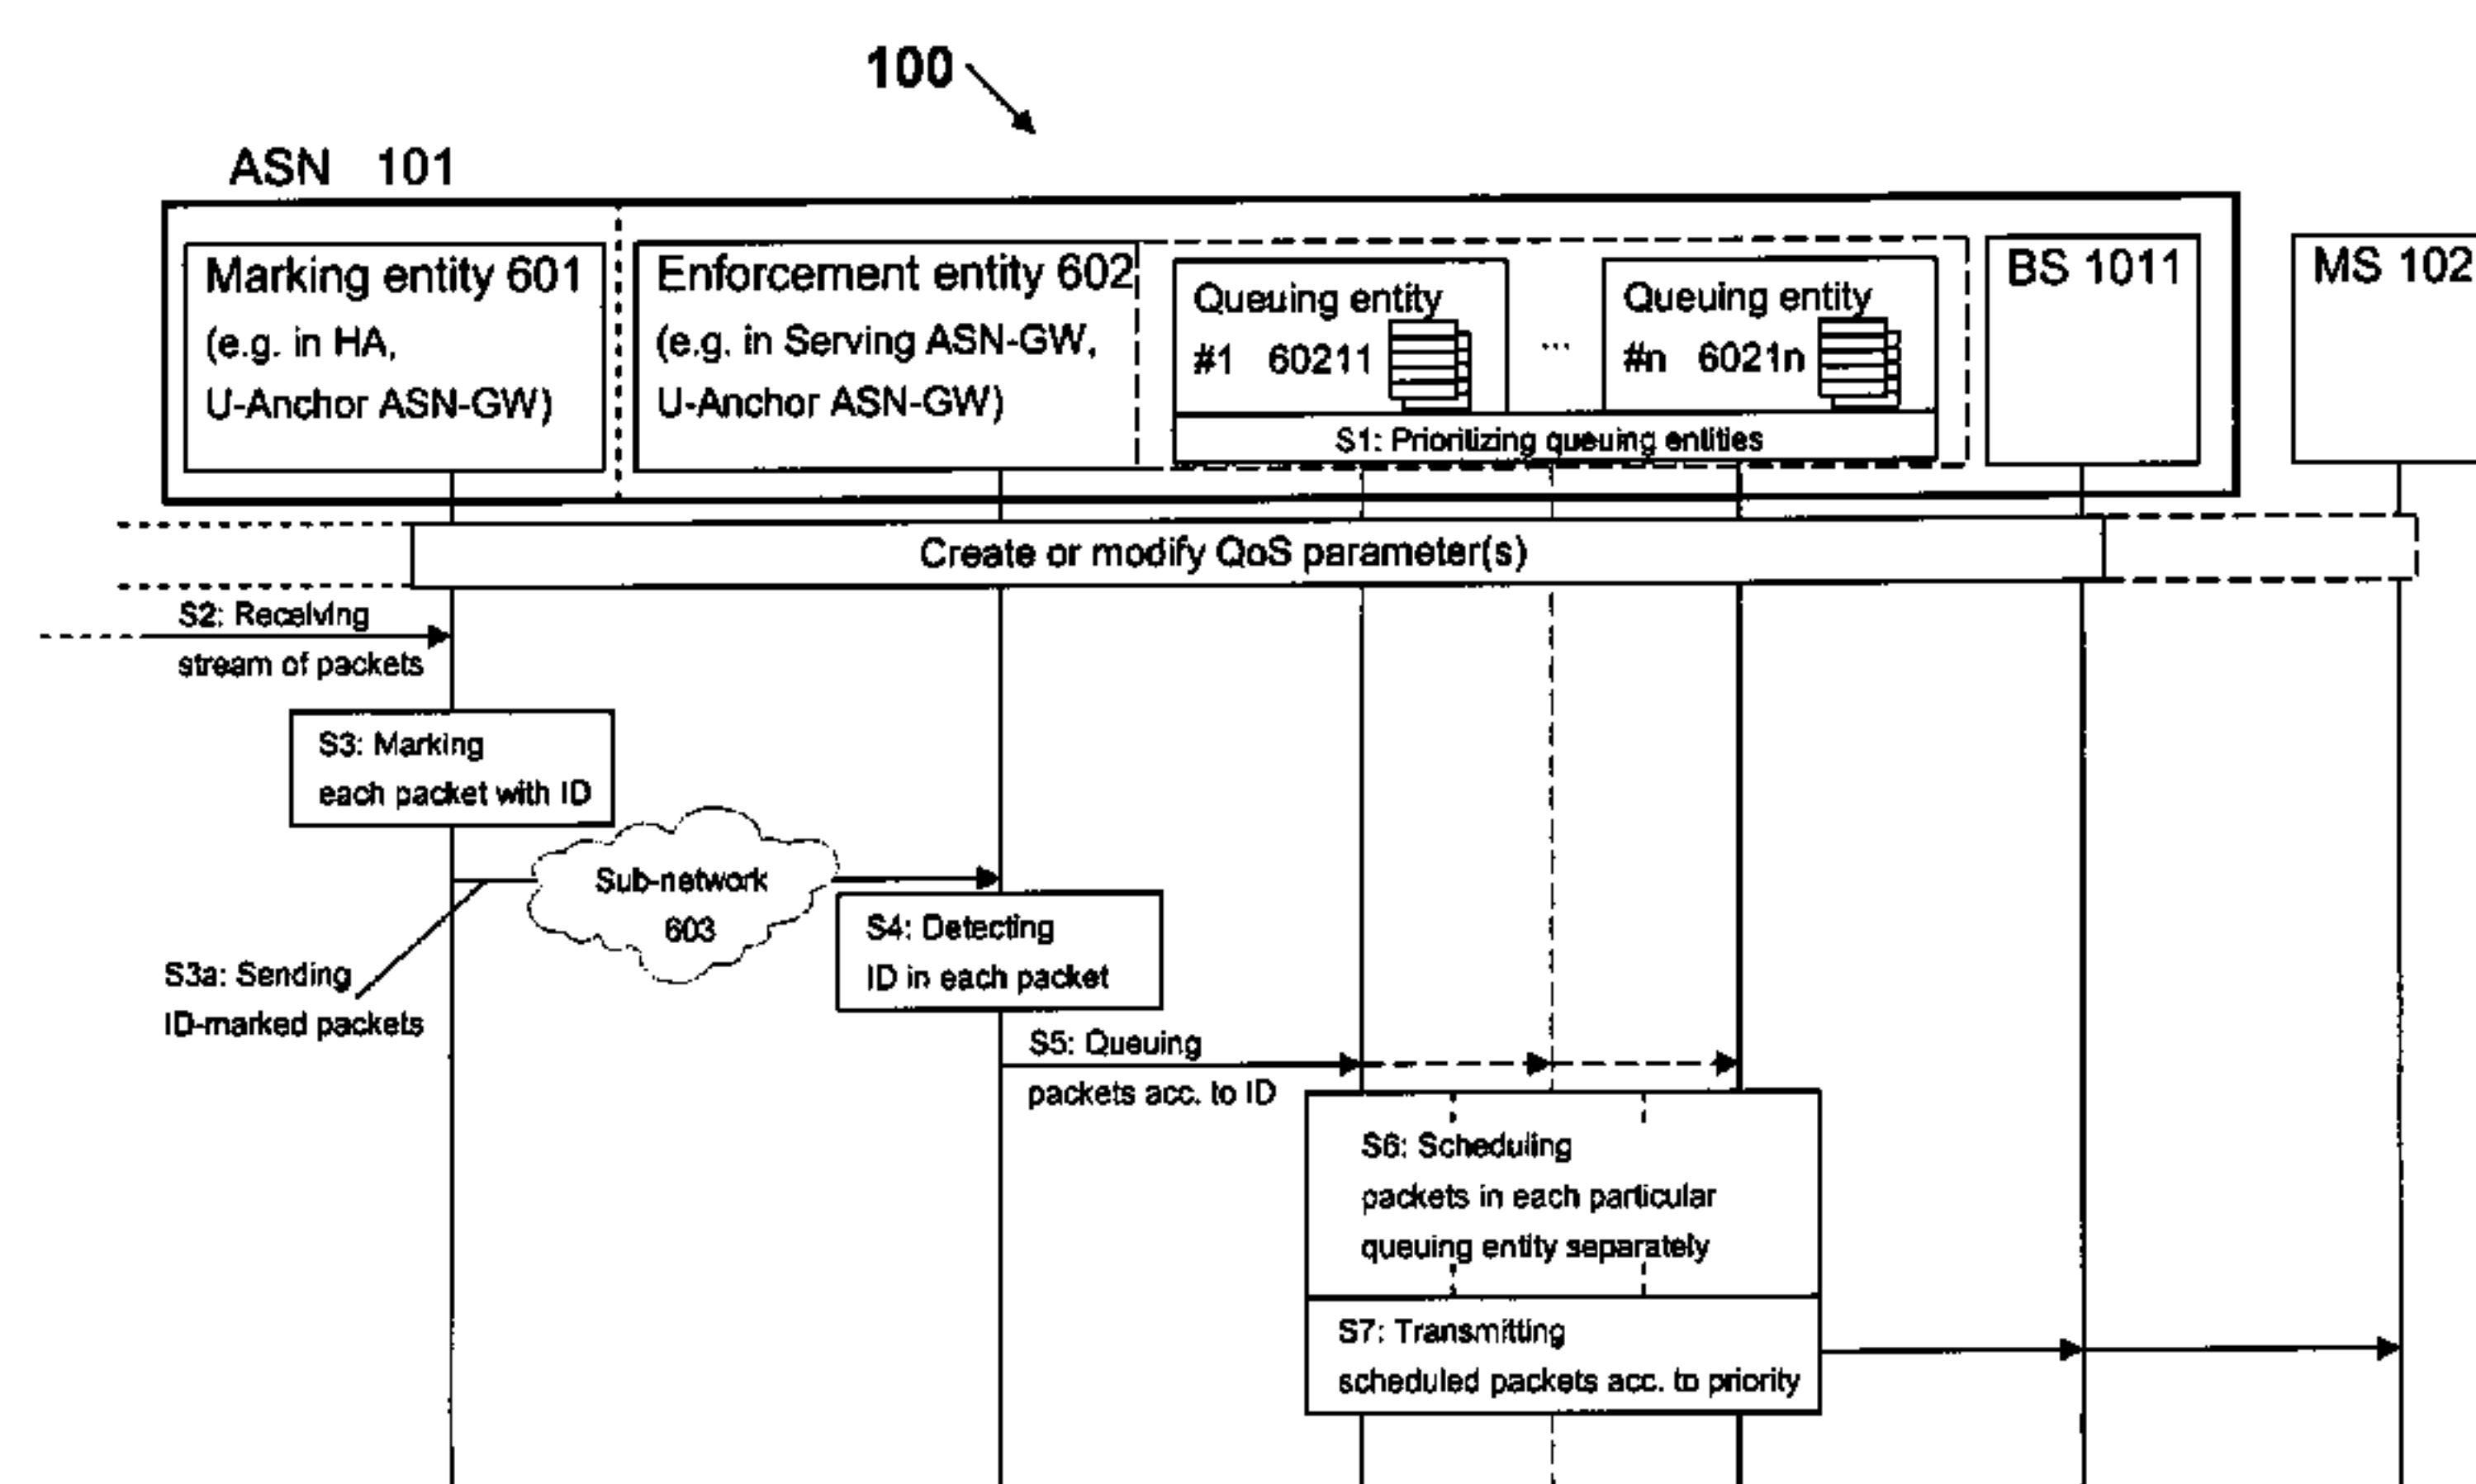 100
ASN 101
Marking entity 601
(e.g. in HA,
U-Anchor ASN-GW)
Enforcement entity 602
(e.g. in Serving ASN-GW,
U-Anchor ASN-GW)
Queuing entity
#1 60211
...
Queuing entity
#n 6021n
S1: Prioritizing queuing entities
BS 1011
MS 102
Create or modify QoS parameter(s)
S2: Receiving
stream of packets
S3: Marking
each packet with ID
Sub-network
603
S3a: Sending
ID-marked packets
S4: Detecting
ID in each packet
S5: Queuing
packets acc. to ID
S6: Scheduling
packets in each particular
queuing entity separately
S7: Transmitting
scheduled packets acc. to priority